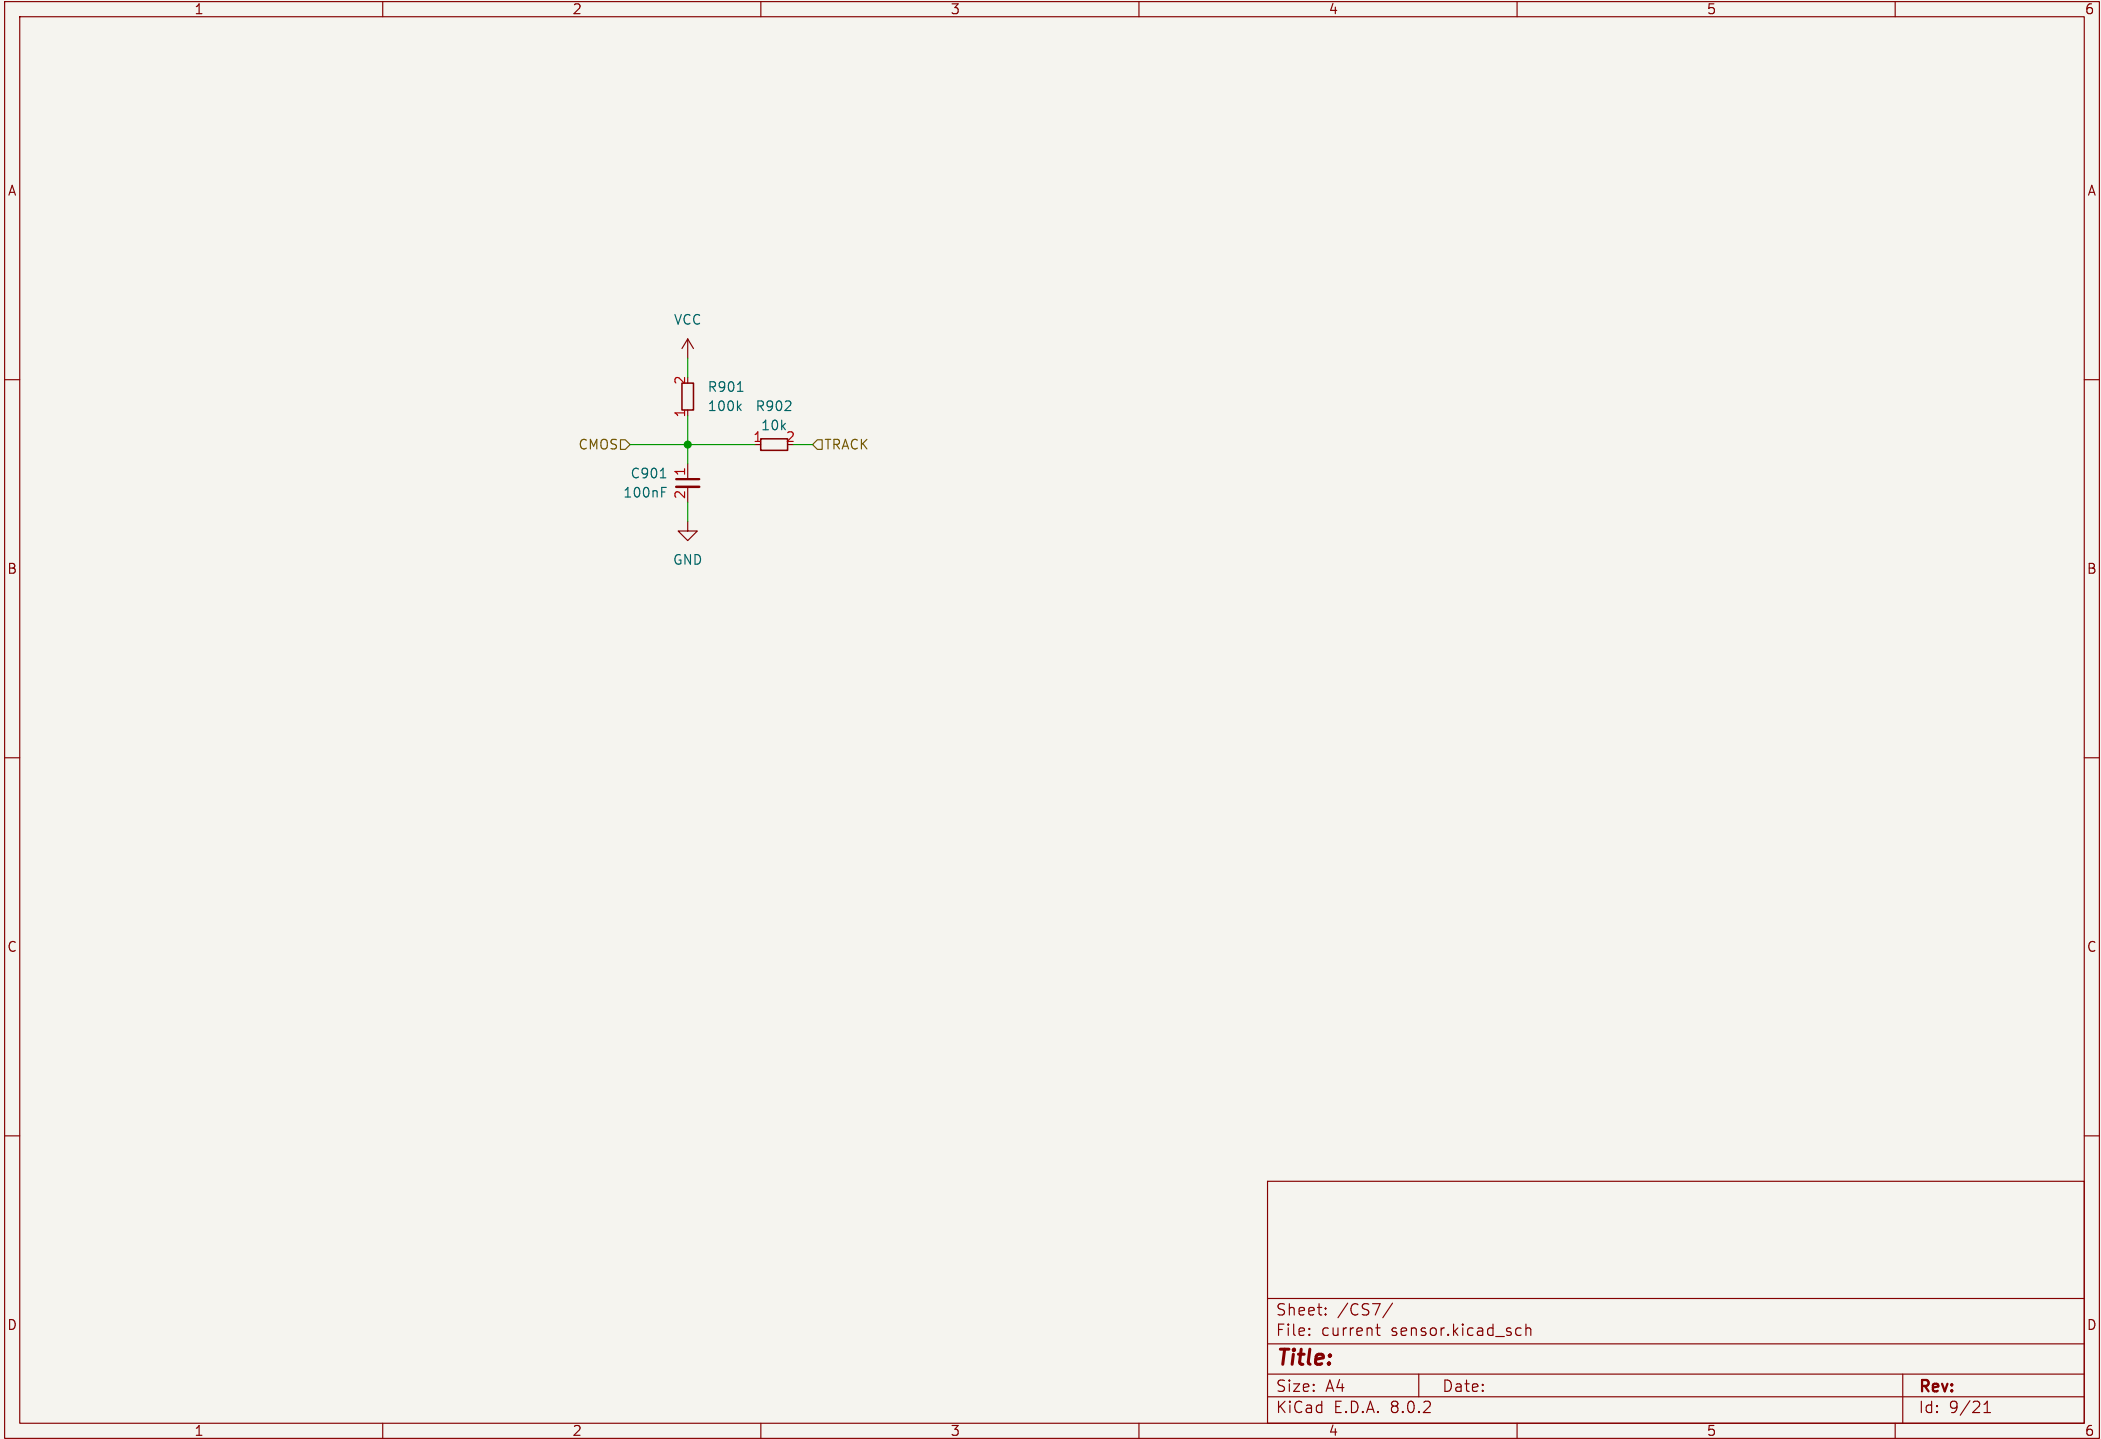 1 2 3 4 5 6
A A
VCC
2
R901
100k
1
R902
10k
1 2
CMOS
TRACK
C901
100nF
1
2
GND
B B
C C
Sheet: /CS7/
File: current sensor.kicad_sch
D D
Title:
Size: A4 Date: Rev:
KiCad E.D.A. 8.0.2 Id: 9/21
1 2 3 4 5 6